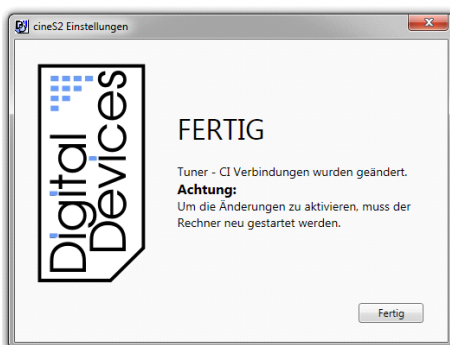 cineS2 Einstellungen
Digital
Devices
FERTIG
Tuner - CI Verbindungen wurden geändert.
Achtung:
Um die Änderungen zu aktivieren, muss der
Rechner neu gestartet werden.
Fertig